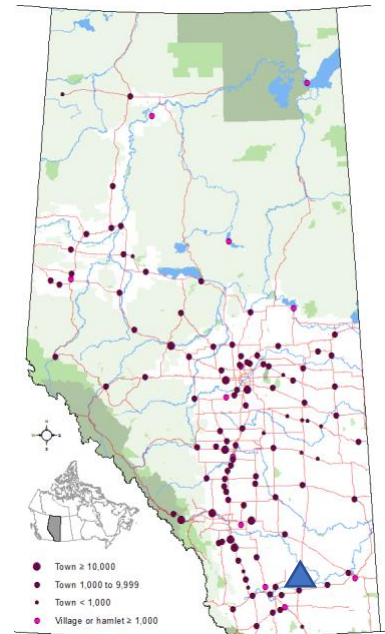 Town ≥ 10,000
Town 1,000 to 9,999
Town < 1,000
Village or hamlet ≥ 1,000